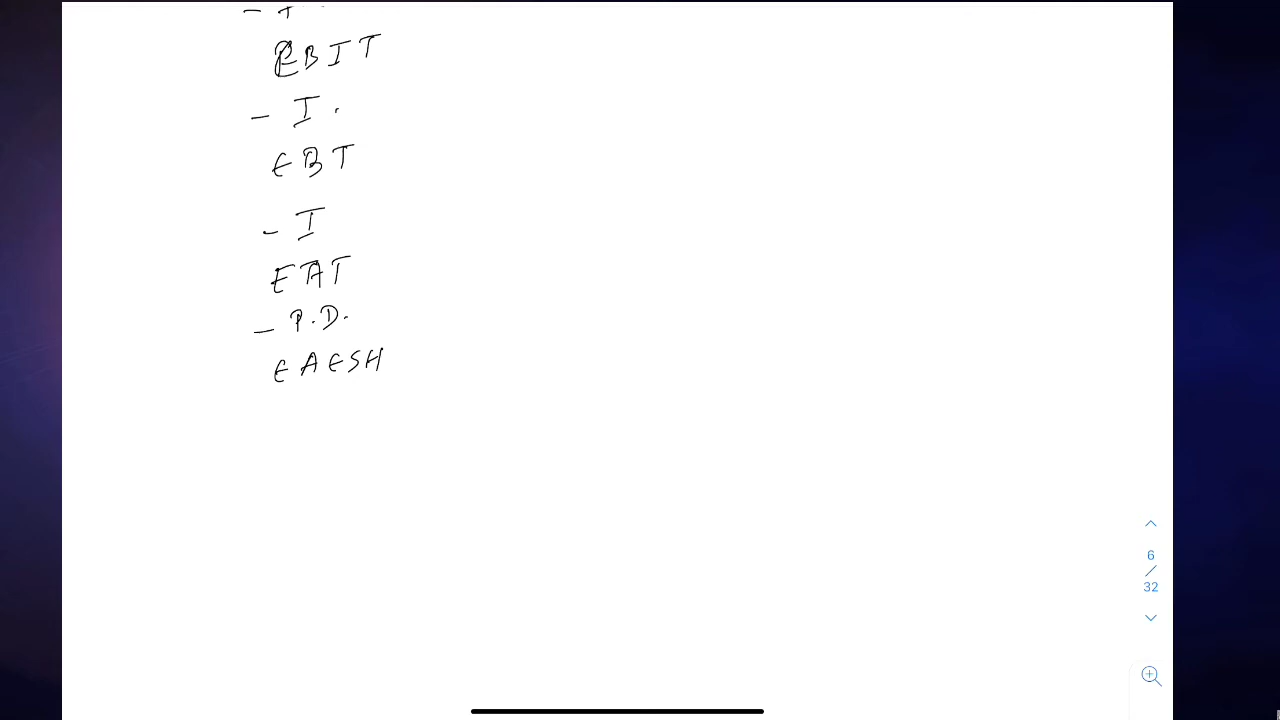 EBIT
- I.
EBT
- I
EAT
- P.D.
EAESH
6
/
32